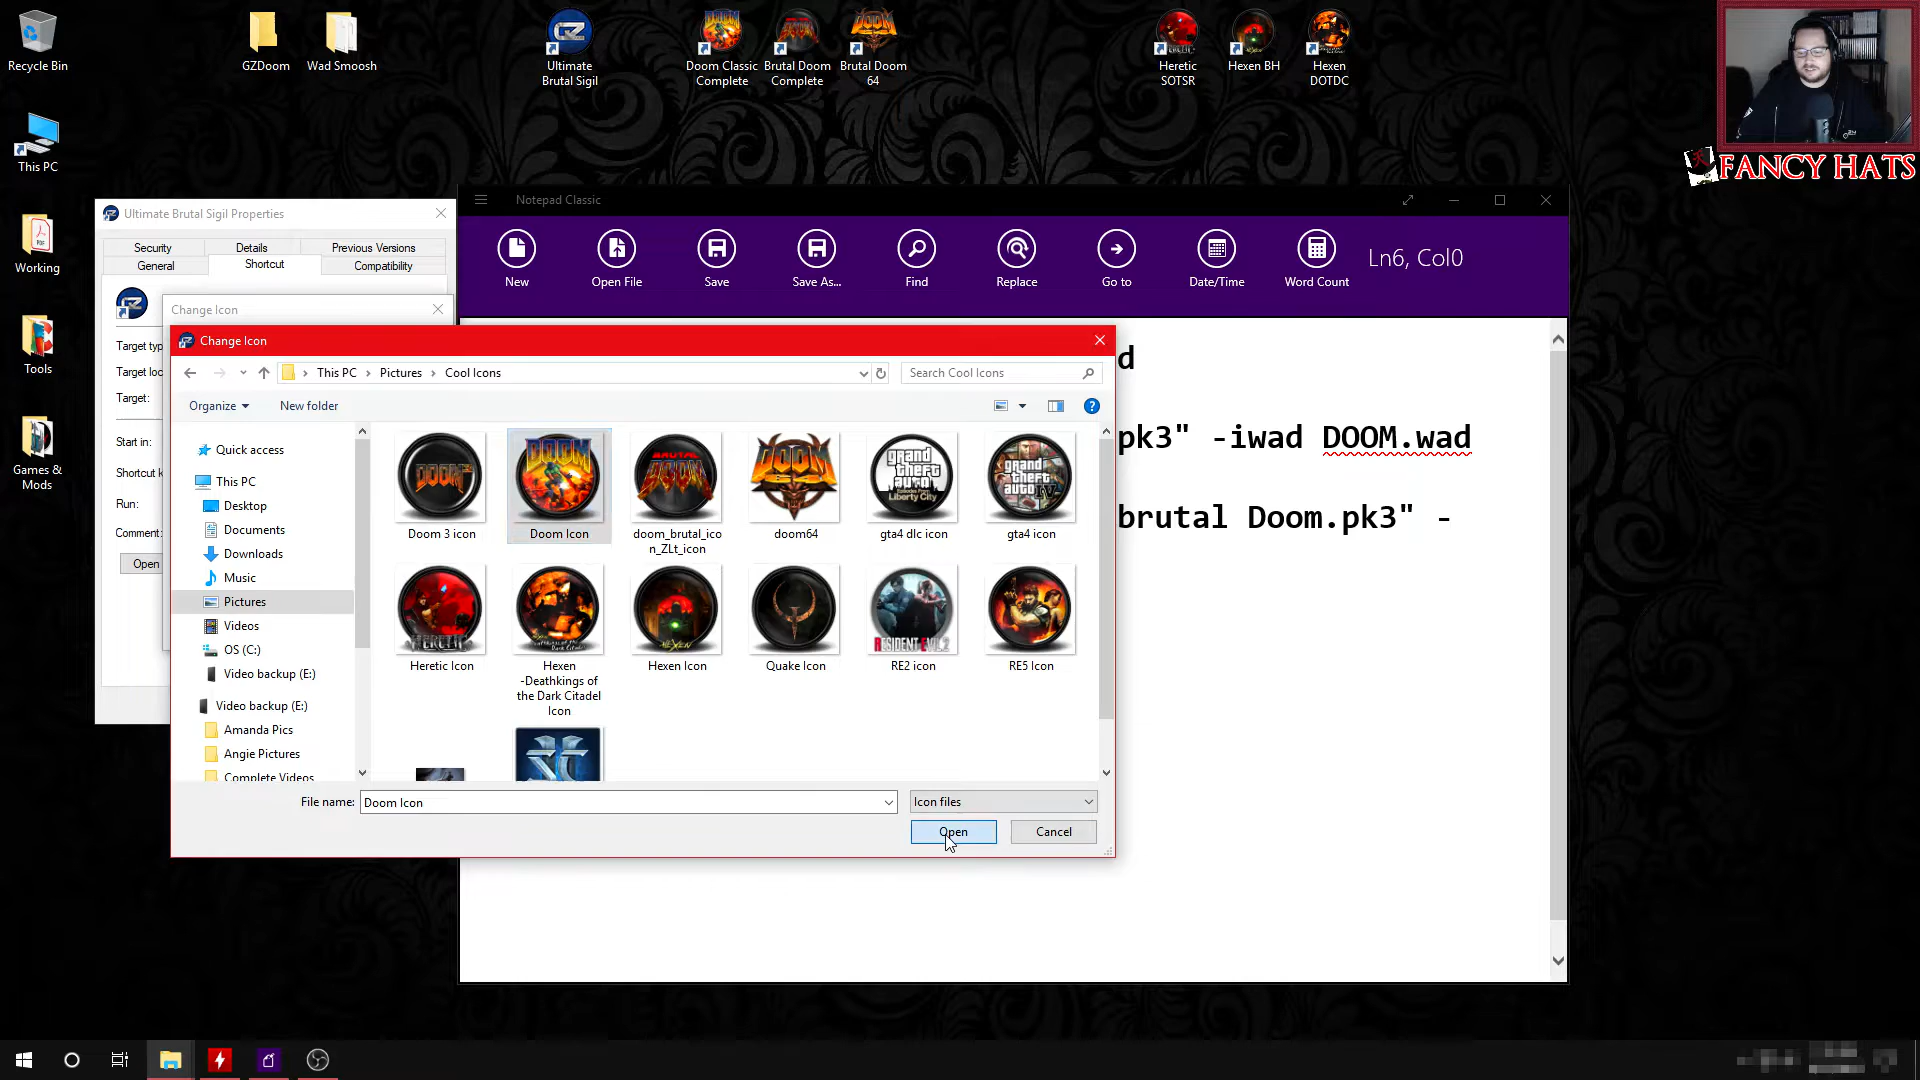 Recycle Bin
GZDoom
Wad Smoosh
Ultimate
Brutal Sigil
Doom Classic
Complete
Brutal Doom
Complete
Brutal Doom
64
Heretic
SOTSR
Hexen BH
Hexen
DOTDC
FANCY HATS
This PC
Working
Tools
Games &
Mods
Ultimate Brutal Sigil Properties
Security
Details
Previous Versions
General
Shortcut
Compatibility
Target typ
Target loc
Target:
Start in:
Shortcut k
Run:
Comment:
Open
Change Icon
Notepad Classic
New
Open File
Save
Save As...
Find
Replace
Go to
Date/Time
Word Count
Ln6, Col0
d
pk3" -iwad DOOM.wad
brutal Doom.pk3" -
Change Icon
This PC
Pictures
Cool Icons
Search Cool Icons
Organize
New folder
Quick access
This PC
Desktop
Documents
Downloads
Music
Pictures
Videos
OS (C:)
Video backup (E:)
Video backup (E:)
Amanda Pics
Angie Pictures
Complete Videos
Doom 3 icon
Doom Icon
doom_brutal_ico
n_ZLt_icon
doom64
gta4 dlc icon
gta4 icon
Heretic Icon
Hexen
-Deathkings of
the Dark Citadel
Icon
Hexen Icon
Quake Icon
RE2 icon
RE5 Icon
File name:
Doom Icon
Icon files
Open
Cancel